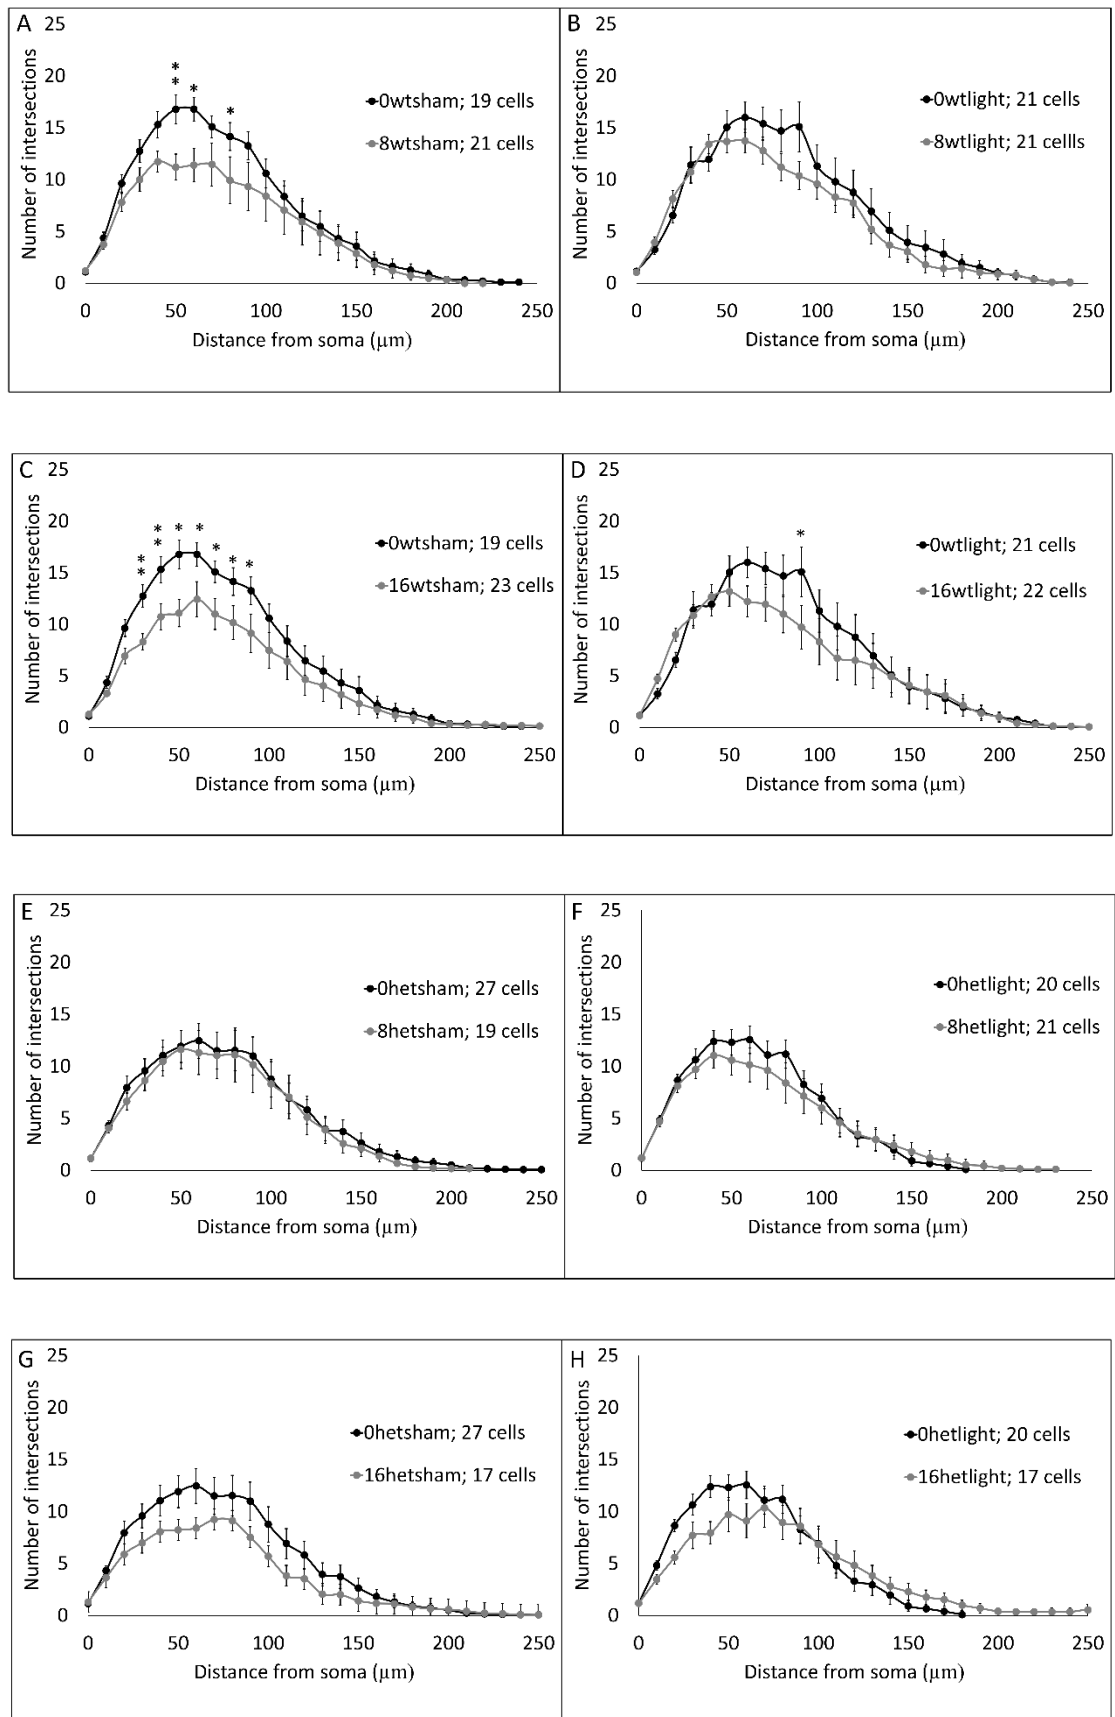 A
25
20
15
10
5
0
Number of intersections
**
*
*
0wtsham; 19 cells
8wtsham; 21 cells
0 50 100 150 200 250
Distance from soma (µm)
B
25
20
15
10
5
0
Number of intersections
0wtlight; 21 cells
8wtlight; 21 cellls
0 50 100 150 200 250
Distance from soma (µm)
C
25
20
15
10
5
0
Number of intersections
**
**
*
*
*
*
*
0wtsham; 19 cells
16wtsham; 23 cells
0 50 100 150 200 250
Distance from soma (µm)
D
25
20
15
10
5
0
Number of intersections
*
0wtlight; 21 cells
16wtlight; 22 cells
0 50 100 150 200 250
Distance from soma (µm)
E
25
20
15
10
5
0
Number of intersections
0hetsham; 27 cells
8hetsham; 19 cells
0 50 100 150 200 250
Distance from soma (µm)
F
25
20
15
10
5
0
Number of intersections
0hetlight; 20 cells
8hetlight; 21 cells
0 50 100 150 200 250
Distance from soma (µm)
G
25
20
15
10
5
0
Number of intersections
0hetsham; 27 cells
16hetsham; 17 cells
0 50 100 150 200 250
Distance from soma (µm)
H
25
20
15
10
5
0
Number of intersections
0hetlight; 20 cells
16hetlight; 17 cells
0 50 100 150 200 250
Distance from soma (µm)